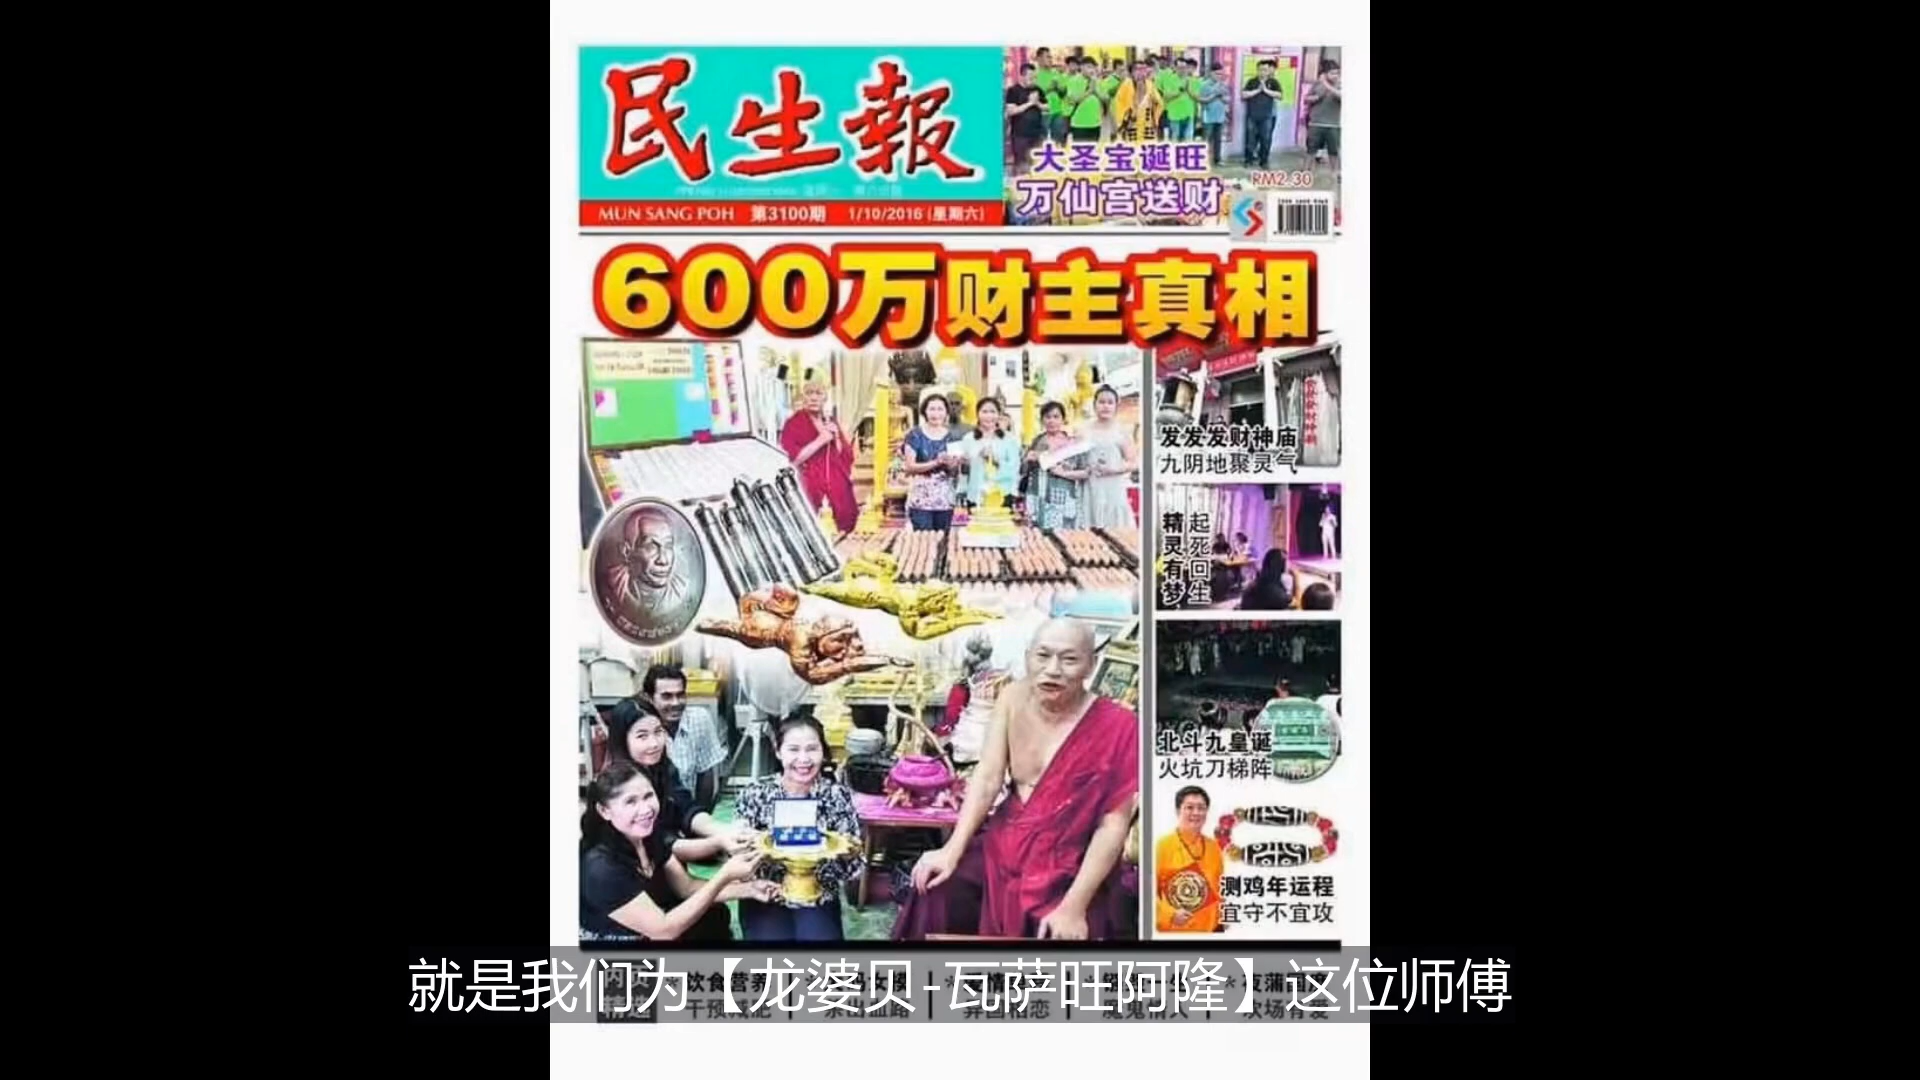 民生報
MUN SANG POH 第3100期 1/10/2016 (星期六)
大圣宝诞旺
万仙宫送财
RM2.30
600万财主真相
发发发财神庙
九阴地聚灵气
精灵有梦
起死回生
北斗九皇诞
火坑刀梯阵
测鸡年运程
宜守不宜攻
就是我们为【龙婆贝-瓦萨旺阿隆】这位师傅